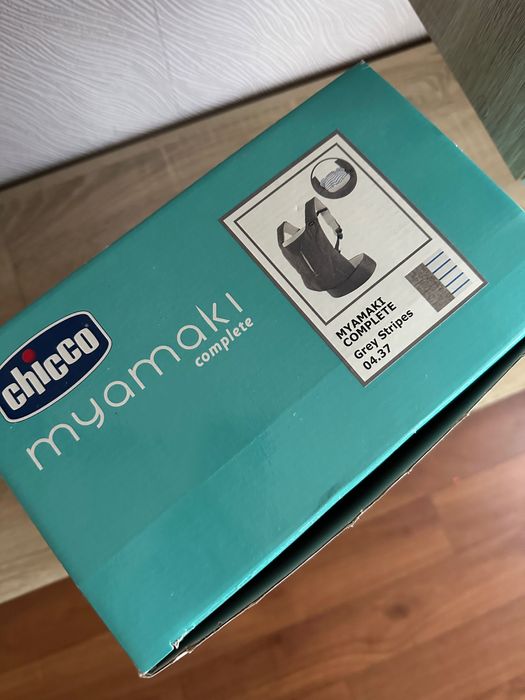 chicco
myamaki
complete
MYAMAKI
COMPLETE
Grey Stripes
04.37